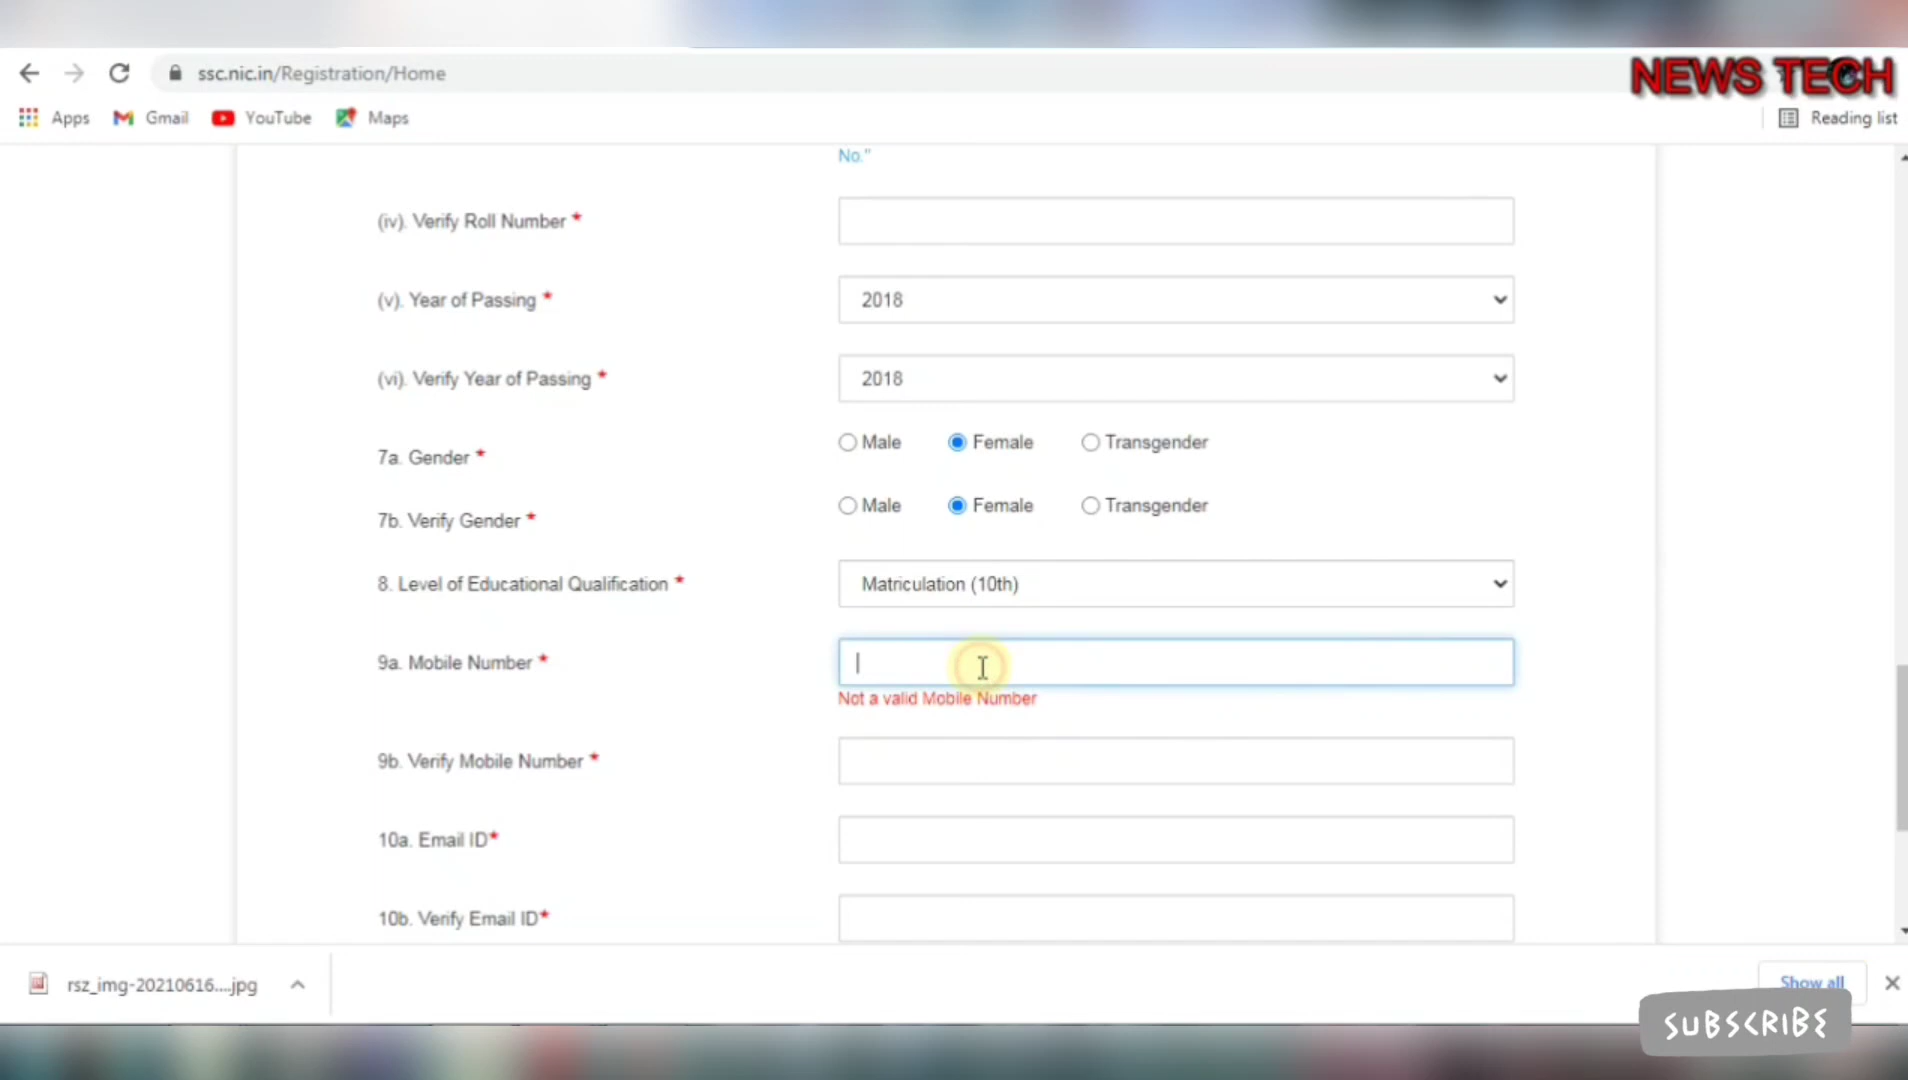 ssc.nic.in/Registration/Home
NEWS TECH
Apps Gmail YouTube Maps
Reading list
No."
(iv). Verify Roll Number *
(v). Year of Passing * 2018
(vi). Verify Year of Passing * 2018
7a. Gender * Male Female Transgender
7b. Verify Gender * Male Female Transgender
8. Level of Educational Qualification * Matriculation (10th)
9a. Mobile Number *
Not a valid Mobile Number
9b. Verify Mobile Number *
10a. Email ID*
10b. Verify Email ID*
rsz_img-20210616....jpg
Show all
SUBSCRIBE